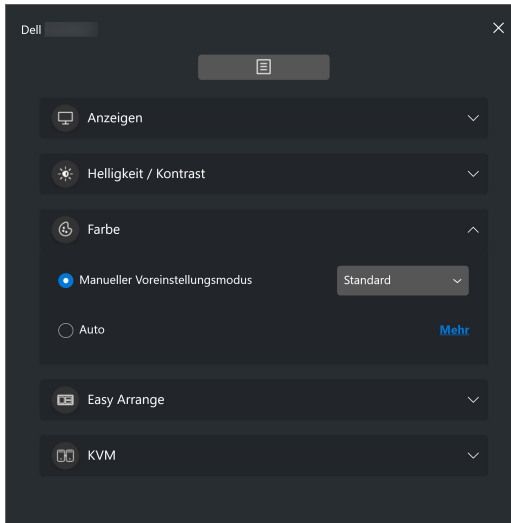 Dell
Anzeigen
Helligkeit / Kontrast
Farbe
Manueller Voreinstellungsmodus
Standard
Auto
Mehr
Easy Arrange
KVM